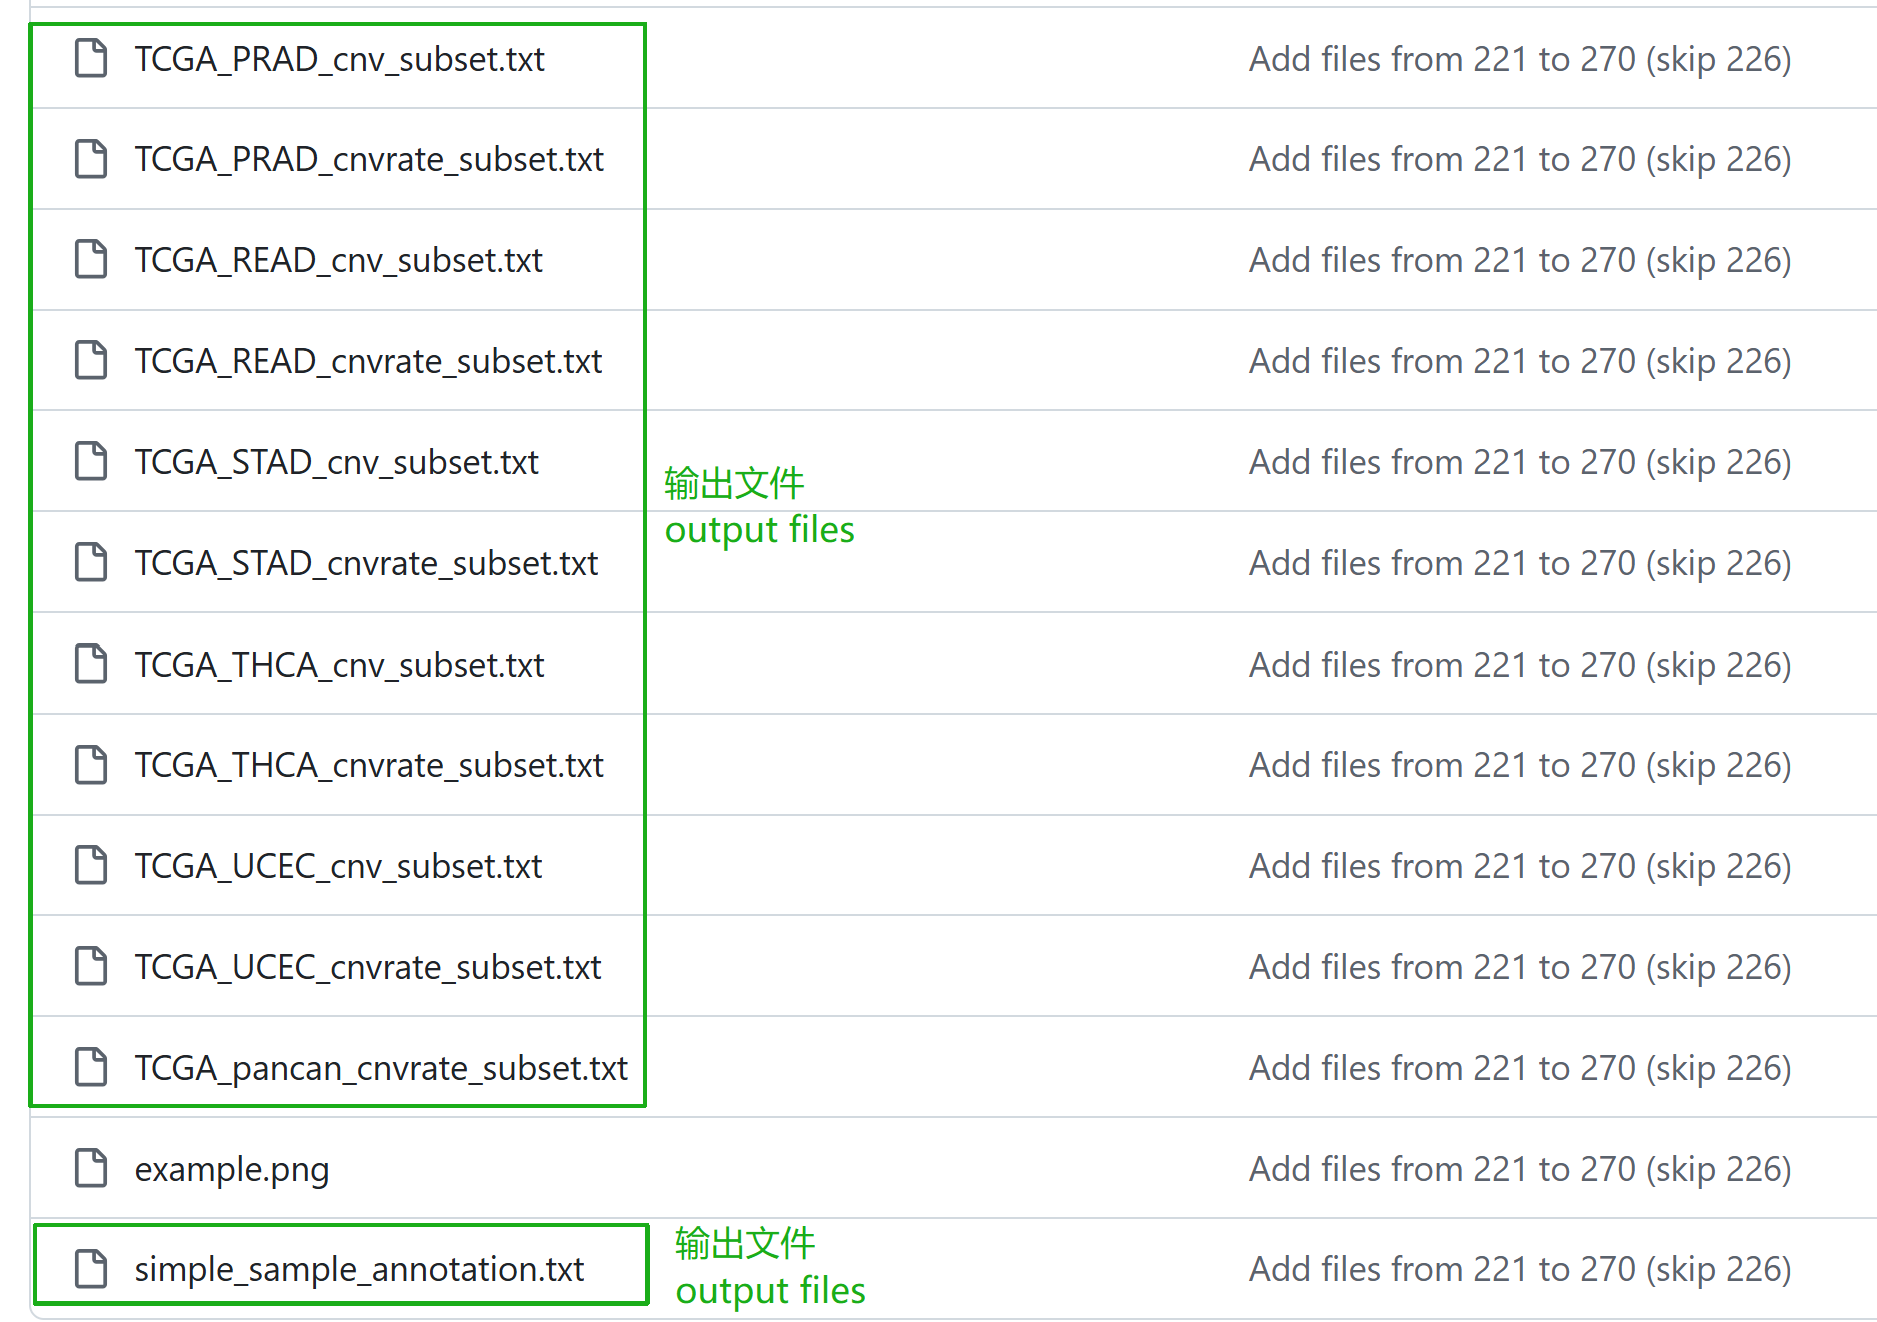 TCGA_PRAD_cnv_subset.txt Add files from 221 to 270 (skip 226)
TCGA_PRAD_cnvrate_subset.txt Add files from 221 to 270 (skip 226)
TCGA_READ_cnv_subset.txt Add files from 221 to 270 (skip 226)
TCGA_READ_cnvrate_subset.txt Add files from 221 to 270 (skip 226)
TCGA_STAD_cnv_subset.txt Add files from 221 to 270 (skip 226)
输出文件
output files
TCGA_STAD_cnvrate_subset.txt Add files from 221 to 270 (skip 226)
TCGA_THCA_cnv_subset.txt Add files from 221 to 270 (skip 226)
TCGA_THCA_cnvrate_subset.txt Add files from 221 to 270 (skip 226)
TCGA_UCEC_cnv_subset.txt Add files from 221 to 270 (skip 226)
TCGA_UCEC_cnvrate_subset.txt Add files from 221 to 270 (skip 226)
TCGA_pancan_cnvrate_subset.txt Add files from 221 to 270 (skip 226)
example.png Add files from 221 to 270 (skip 226)
输出文件
simple_sample_annotation.txt Add files from 221 to 270 (skip 226)
output files